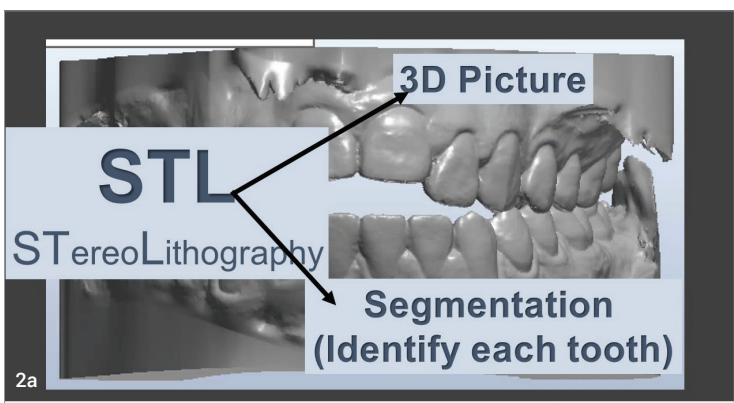 3D Picture
STL
STereoLithography
Segmentation
(Identify each tooth)
2a